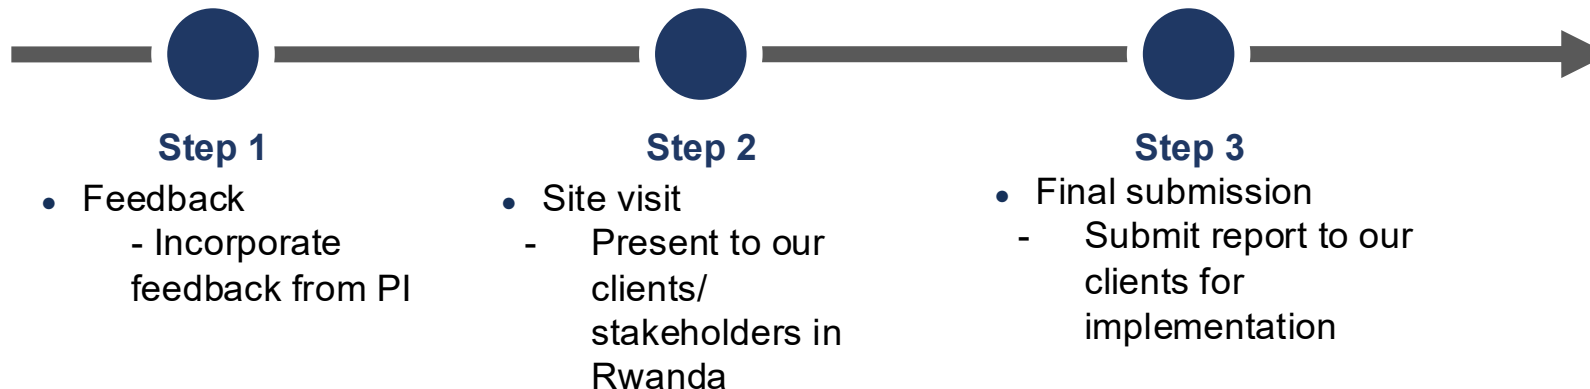 Step 1
• Feedback
- Incorporate
feedback from PI
Step 2
• Site visit
- Present to our
clients/
stakeholders in
Rwanda
Step 3
• Final submission
- Submit report to our
clients for
implementation